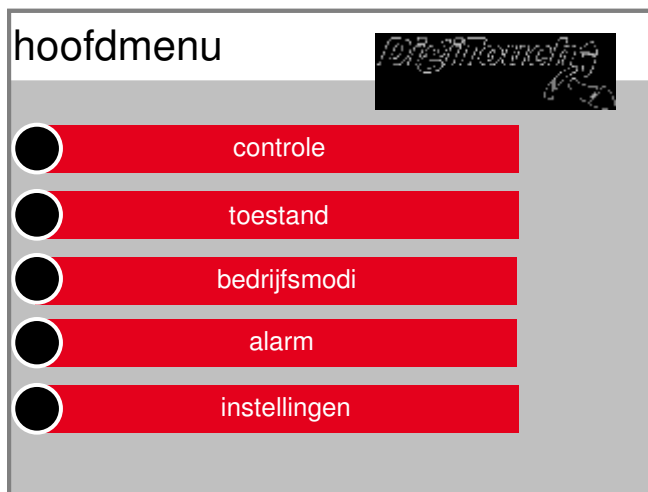 hoofdmenu
DigiTouch
controle
toestand
bedrijfsmodi
alarm
instellingen